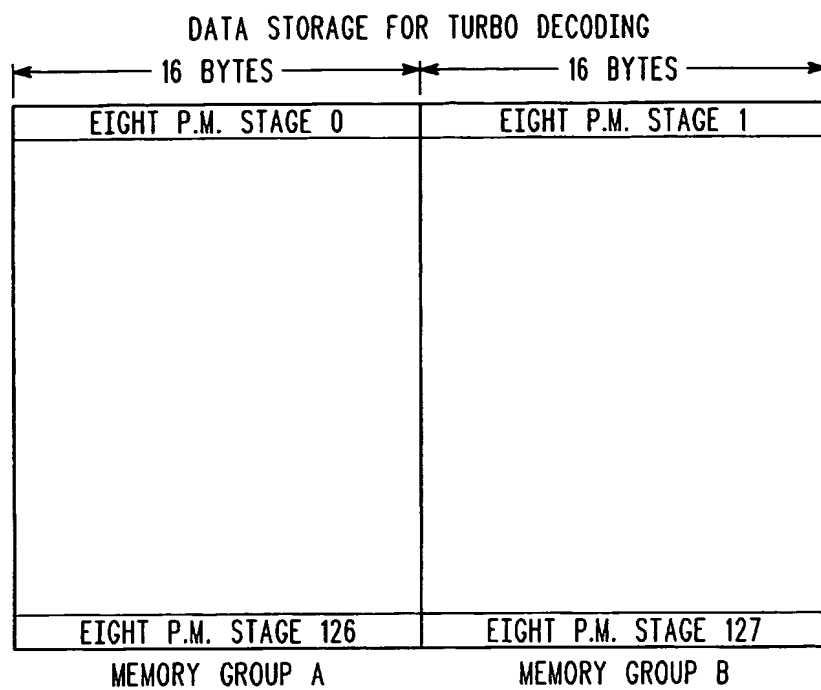 DATA STORAGE FOR TURBO DECODING
16 BYTES 16 BYTES
EIGHT P.M. STAGE 0 EIGHT P.M. STAGE 1
EIGHT P.M. STAGE 126 EIGHT P.M. STAGE 127
MEMORY GROUP A MEMORY GROUP B